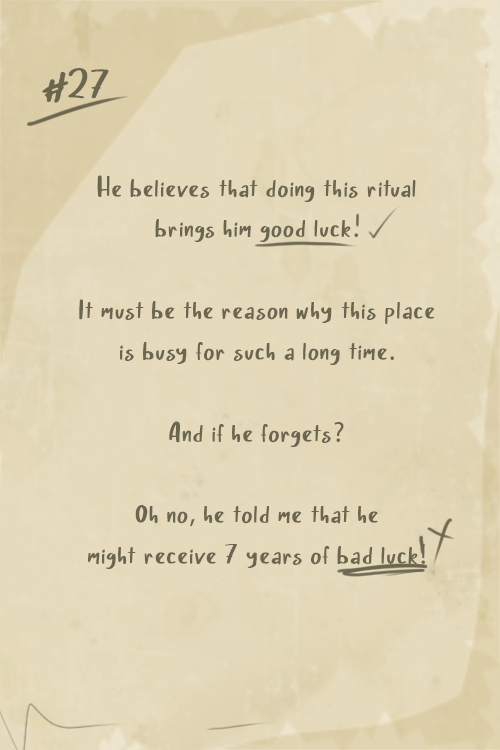 #27
He believes that doing this ritual
brings him good luck!
It must be the reason why this place
is busy for such a long time.
And if he forgets?
Oh no, he told me that he
might receive 7 years of bad luck!